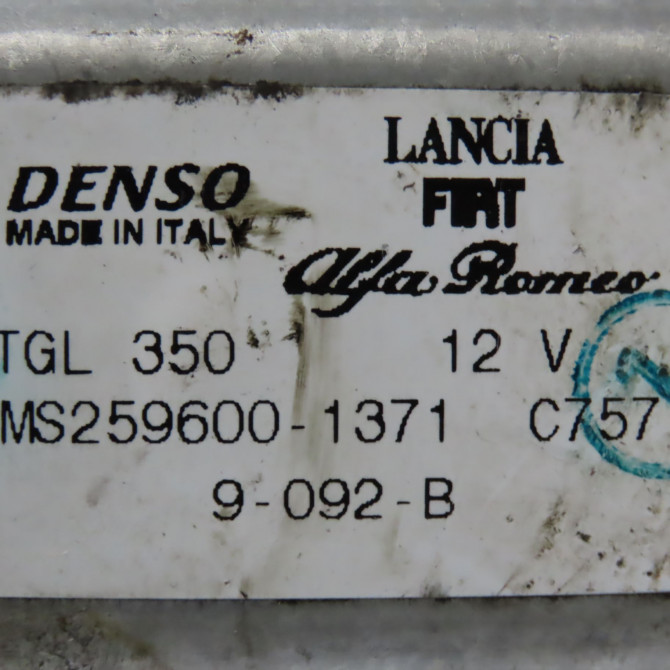 DENSO
MADE IN ITALY
LANCIA
FIAT
Alfa Romeo
TGL 350 12 V
MS259600-1371 C757
9-092-B